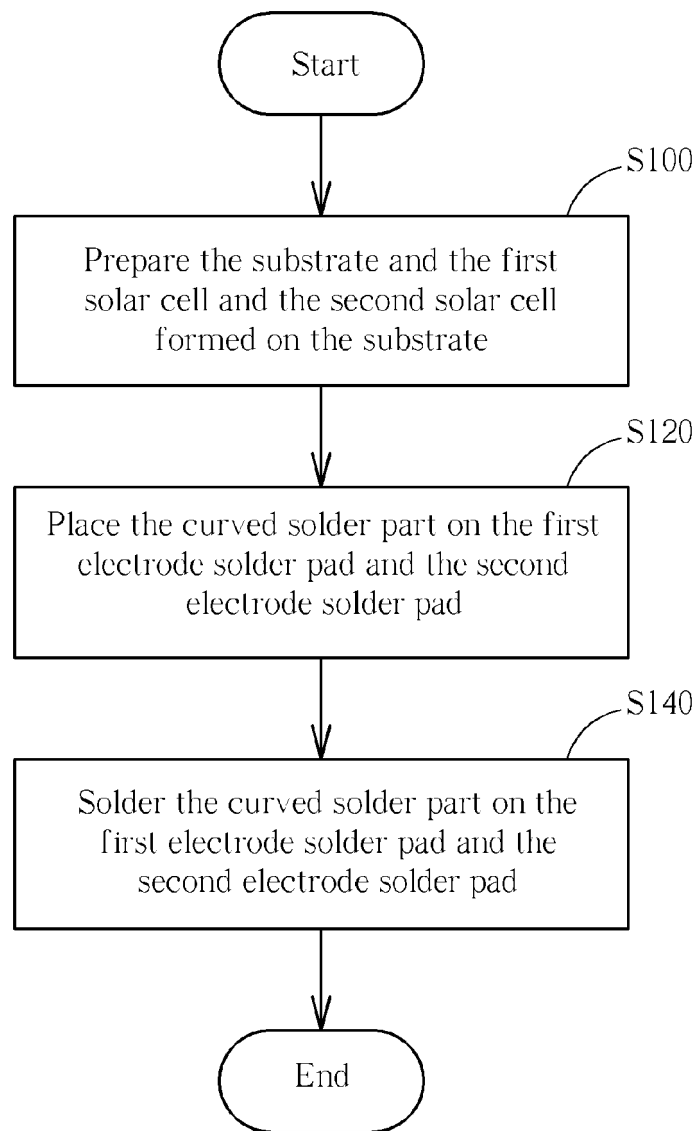 Start
S100
Prepare the substrate and the first
solar cell and the second solar cell
formed on the substrate
S120
Place the curved solder part on the first
electrode solder pad and the second
electrode solder pad
S140
Solder the curved solder part on the
first electrode solder pad and the
second electrode solder pad
End